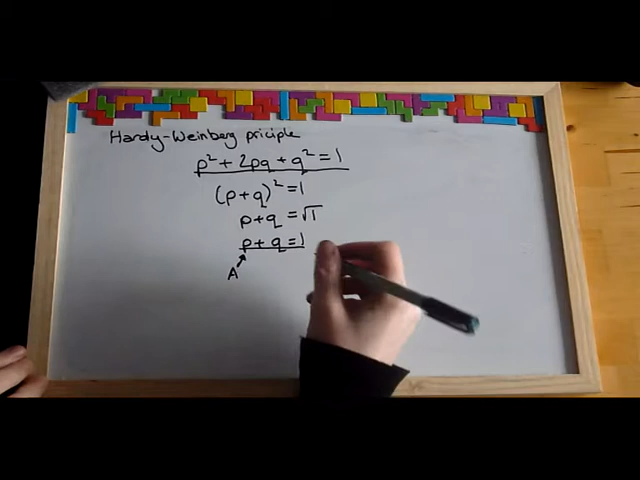 Hardy-Weinberg priciple
p² + 2pq + q² = 1
(p + q)² = 1
p + q = √1
p + q = 1
A